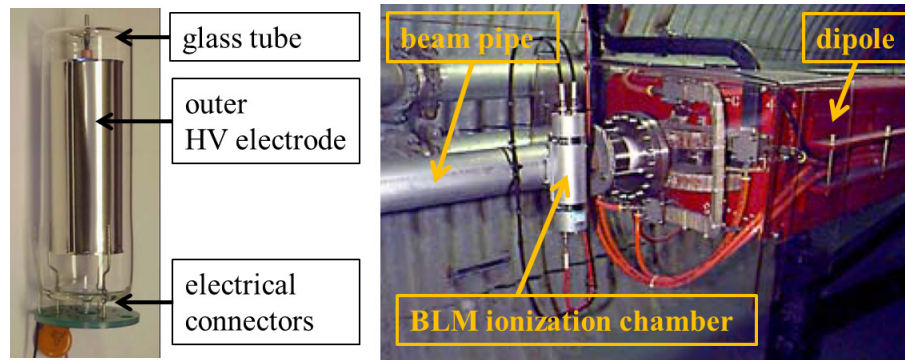 glass tube
outer
HV electrode
electrical
connectors
beam pipe
dipole
BLM ionization chamber